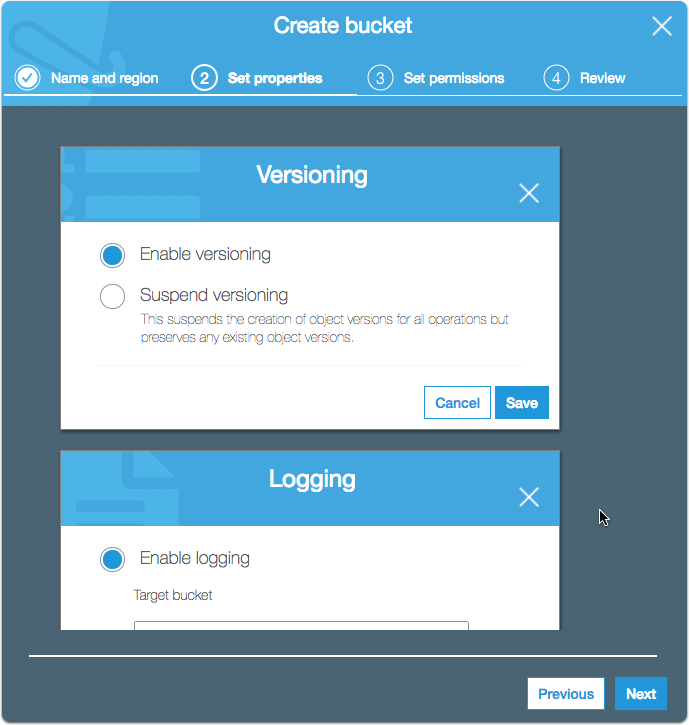 Create bucket
Name and region 2 Set properties 3 Set permissions 4 Review
Versioning
Enable versioning
Suspend versioning
This suspends the creation of object versions for all operations but
preserves any existing object versions.
Cancel Save
Logging
Enable logging
Target bucket
Previous Next